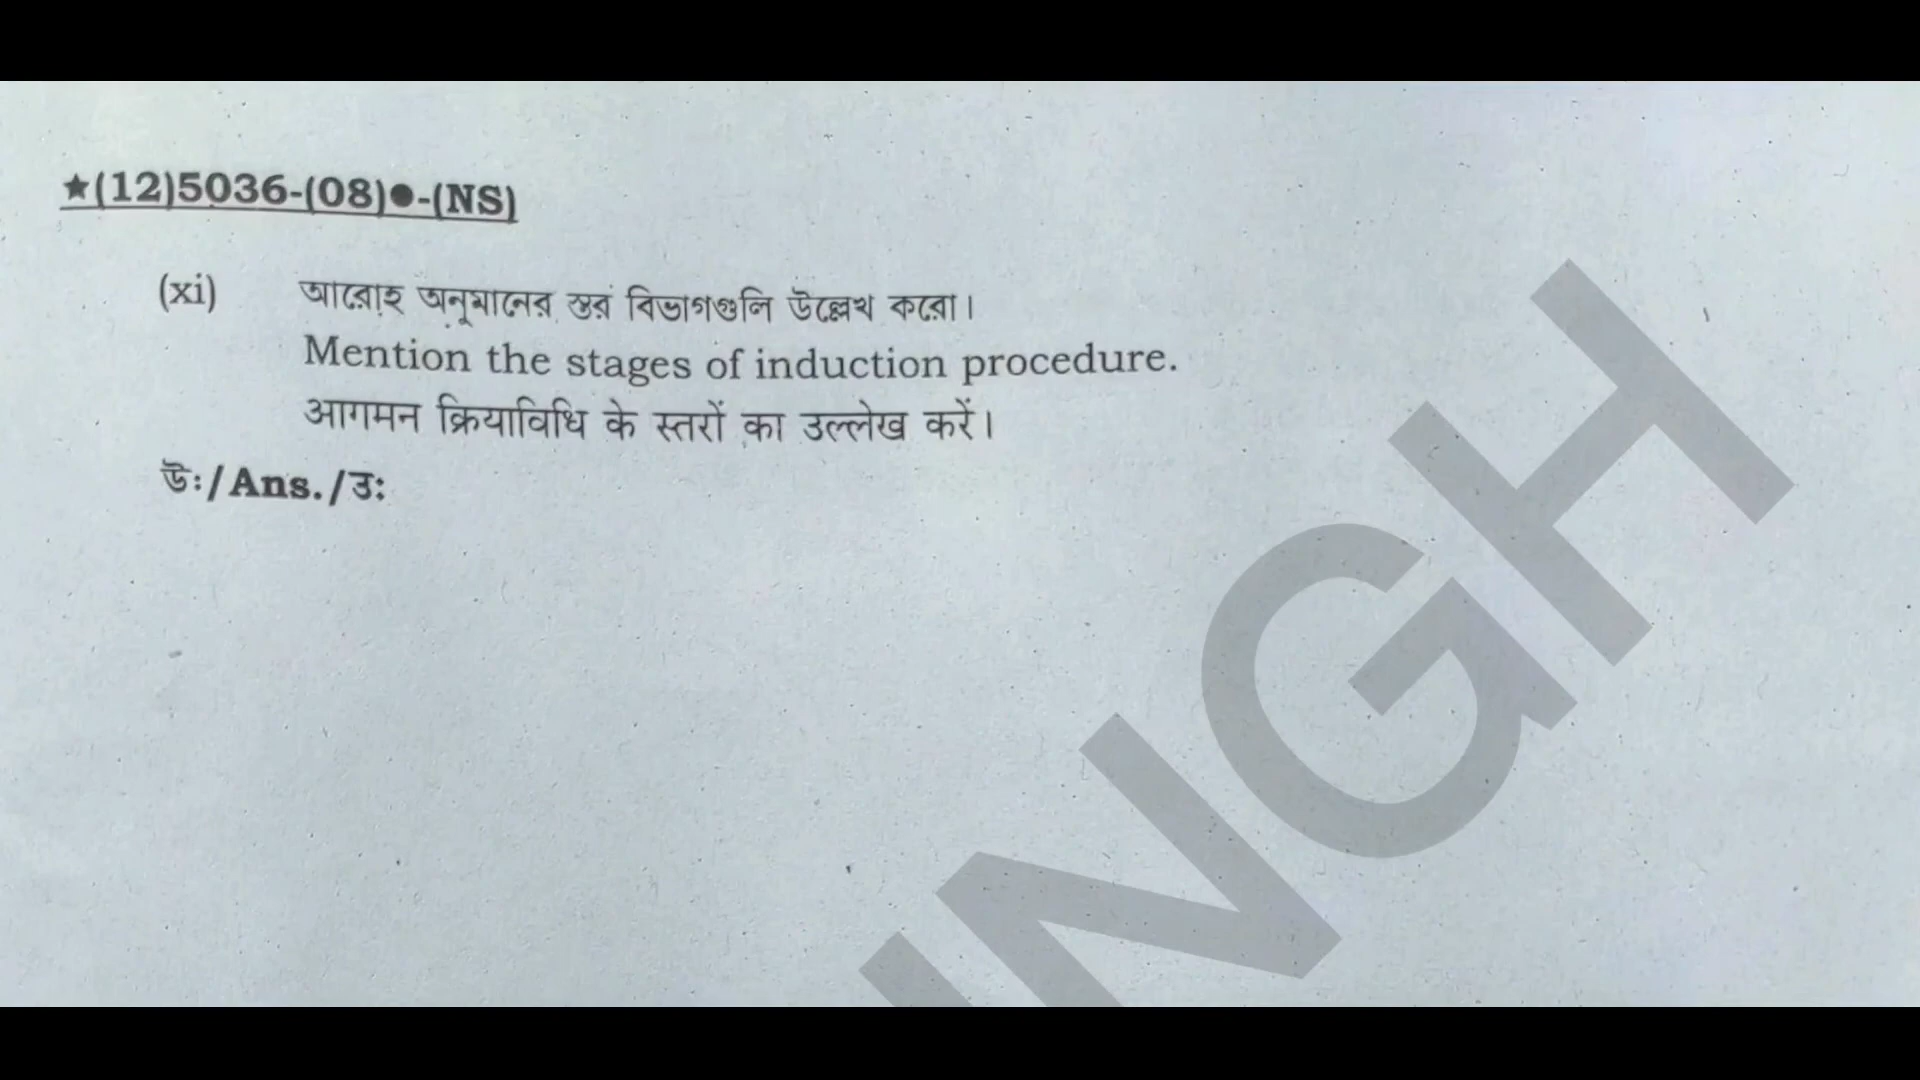 ★(12)5036-(08)●-(NS)
(xi) আরোহ অনুমানের স্তর বিভাগগুলি উল্লেখ করো।
Mention the stages of induction procedure.
आगमन क्रियाविधि के स्तरों का उल्लेख करें।
উঃ/Ans./उ:
INGH